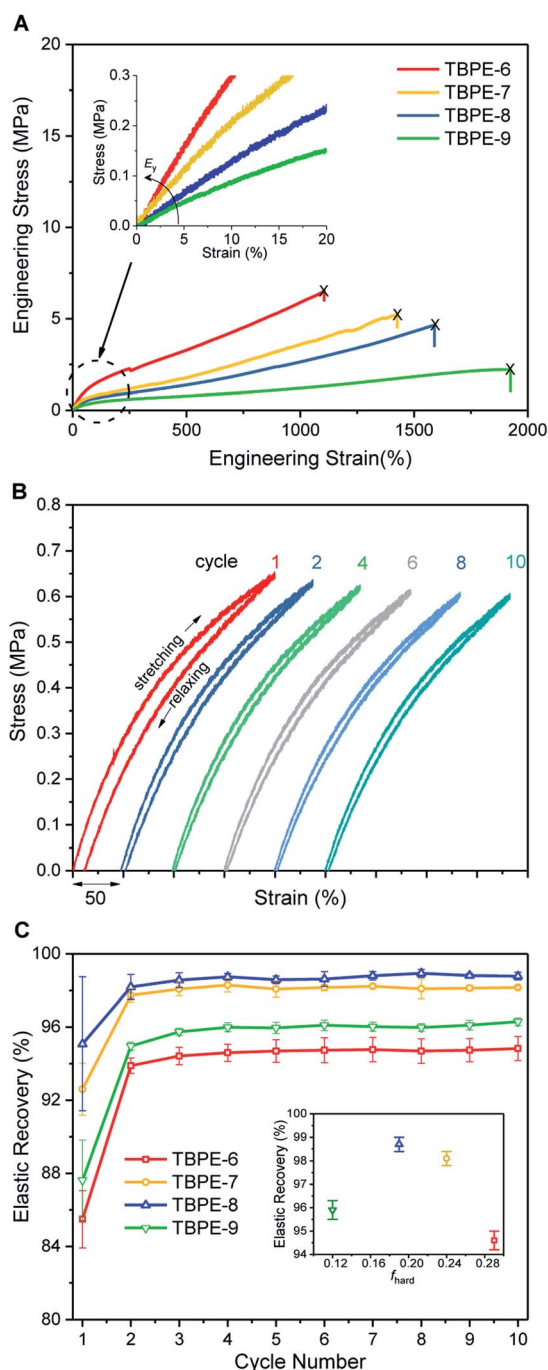 A
20
15
10
5
0
Engineering Stress (MPa)
0
500
1000
1500
2000
Engineering Strain(%)
TBPE-6
TBPE-7
TBPE-8
TBPE-9
0.3
0.2
0.1
0.0
Stress (MPa)
0
5
10
15
20
Strain (%)
Ey
X
X
X
X
B
0.8
0.7
0.6
0.5
0.4
0.3
0.2
0.1
0.0
Stress (MPa)
cycle 1 2 4 6 8 10
stretching
relaxing
50
Strain (%)
C
100
96
92
88
84
80
Elastic Recovery (%)
TBPE-6
TBPE-7
TBPE-8
TBPE-9
99
98
97
96
95
94
Elastic Recovery (%)
0.12 0.16 0.20 0.24 0.28
fhard
1 2 3 4 5 6 7 8 9 10
Cycle Number